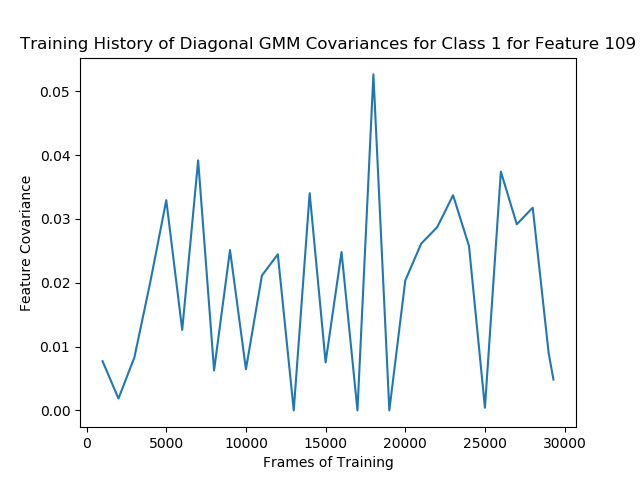 Training History of Diagonal GMM Covariances for Class 1 for Feature 109
Feature Covariance
0.05
0.04
0.03
0.02
0.01
0.00
0 5000 10000 15000 20000 25000 30000
Frames of Training